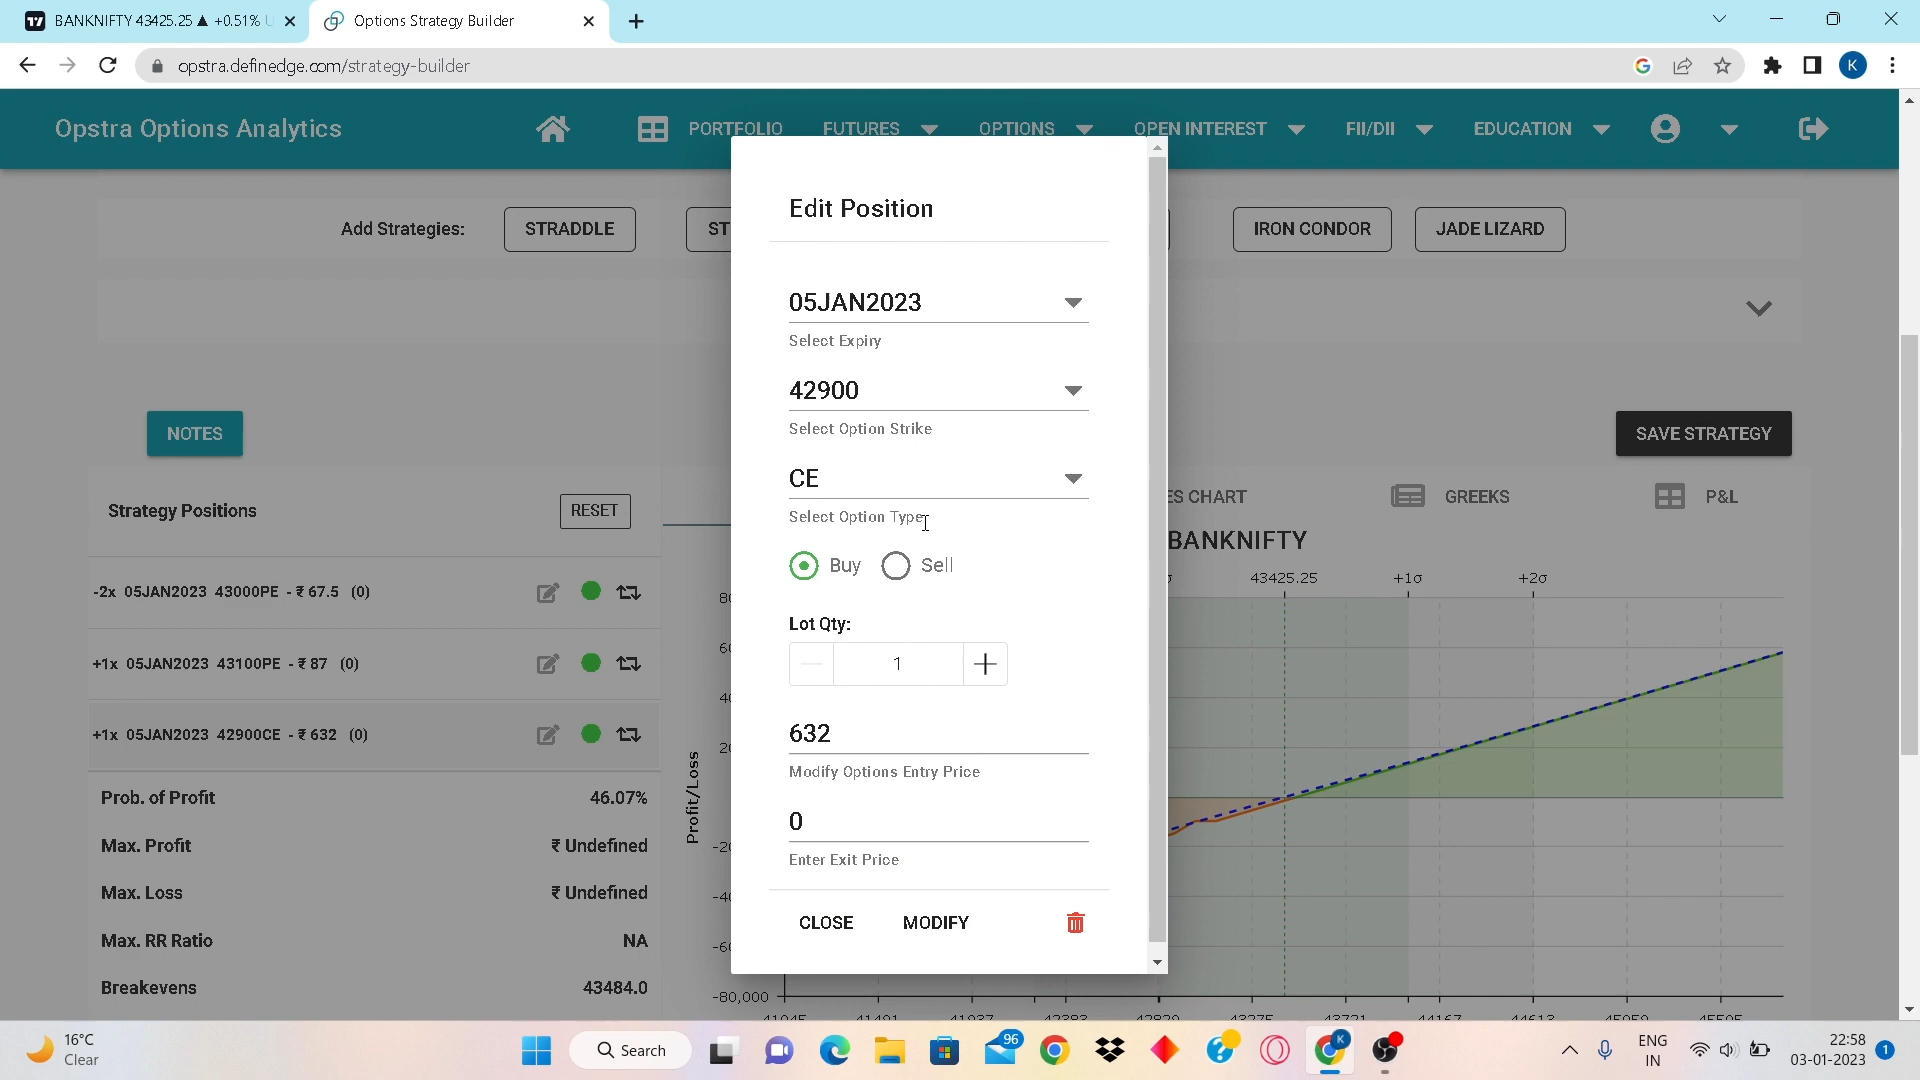 BANKNIFTY 43425.25 ▲ +0.51%
Options Strategy Builder
opstra.definedge.com/strategy-builder
K
Opstra Options Analytics
PORTFOLIO
FUTURES
OPTIONS
OPEN INTEREST
FII/DII
EDUCATION
Add Strategies:
STRADDLE
ST
IRON CONDOR
JADE LIZARD
Edit Position
05JAN2023
Select Expiry
42900
Select Option Strike
CE
Select Option Type
Buy
Sell
Lot Qty:
1
632
Modify Options Entry Price
0
Enter Exit Price
CLOSE
MODIFY
NOTES
SAVE STRATEGY
Strategy Positions
RESET
-2x 05JAN2023 43000PE - ₹ 67.5 (0)
+1x 05JAN2023 43100PE - ₹ 87 (0)
+1x 05JAN2023 42900CE - ₹ 632 (0)
Prob. of Profit
46.07%
Max. Profit
₹ Undefined
Max. Loss
₹ Undefined
Max. RR Ratio
NA
Breakevens
43484.0
ES CHART
GREEKS
P&L
BANKNIFTY
43425.25
+1σ
+2σ
Profit/Loss
-80,000
16°C
Clear
Search
96
K
ENG
IN
22:58
03-01-2023
1